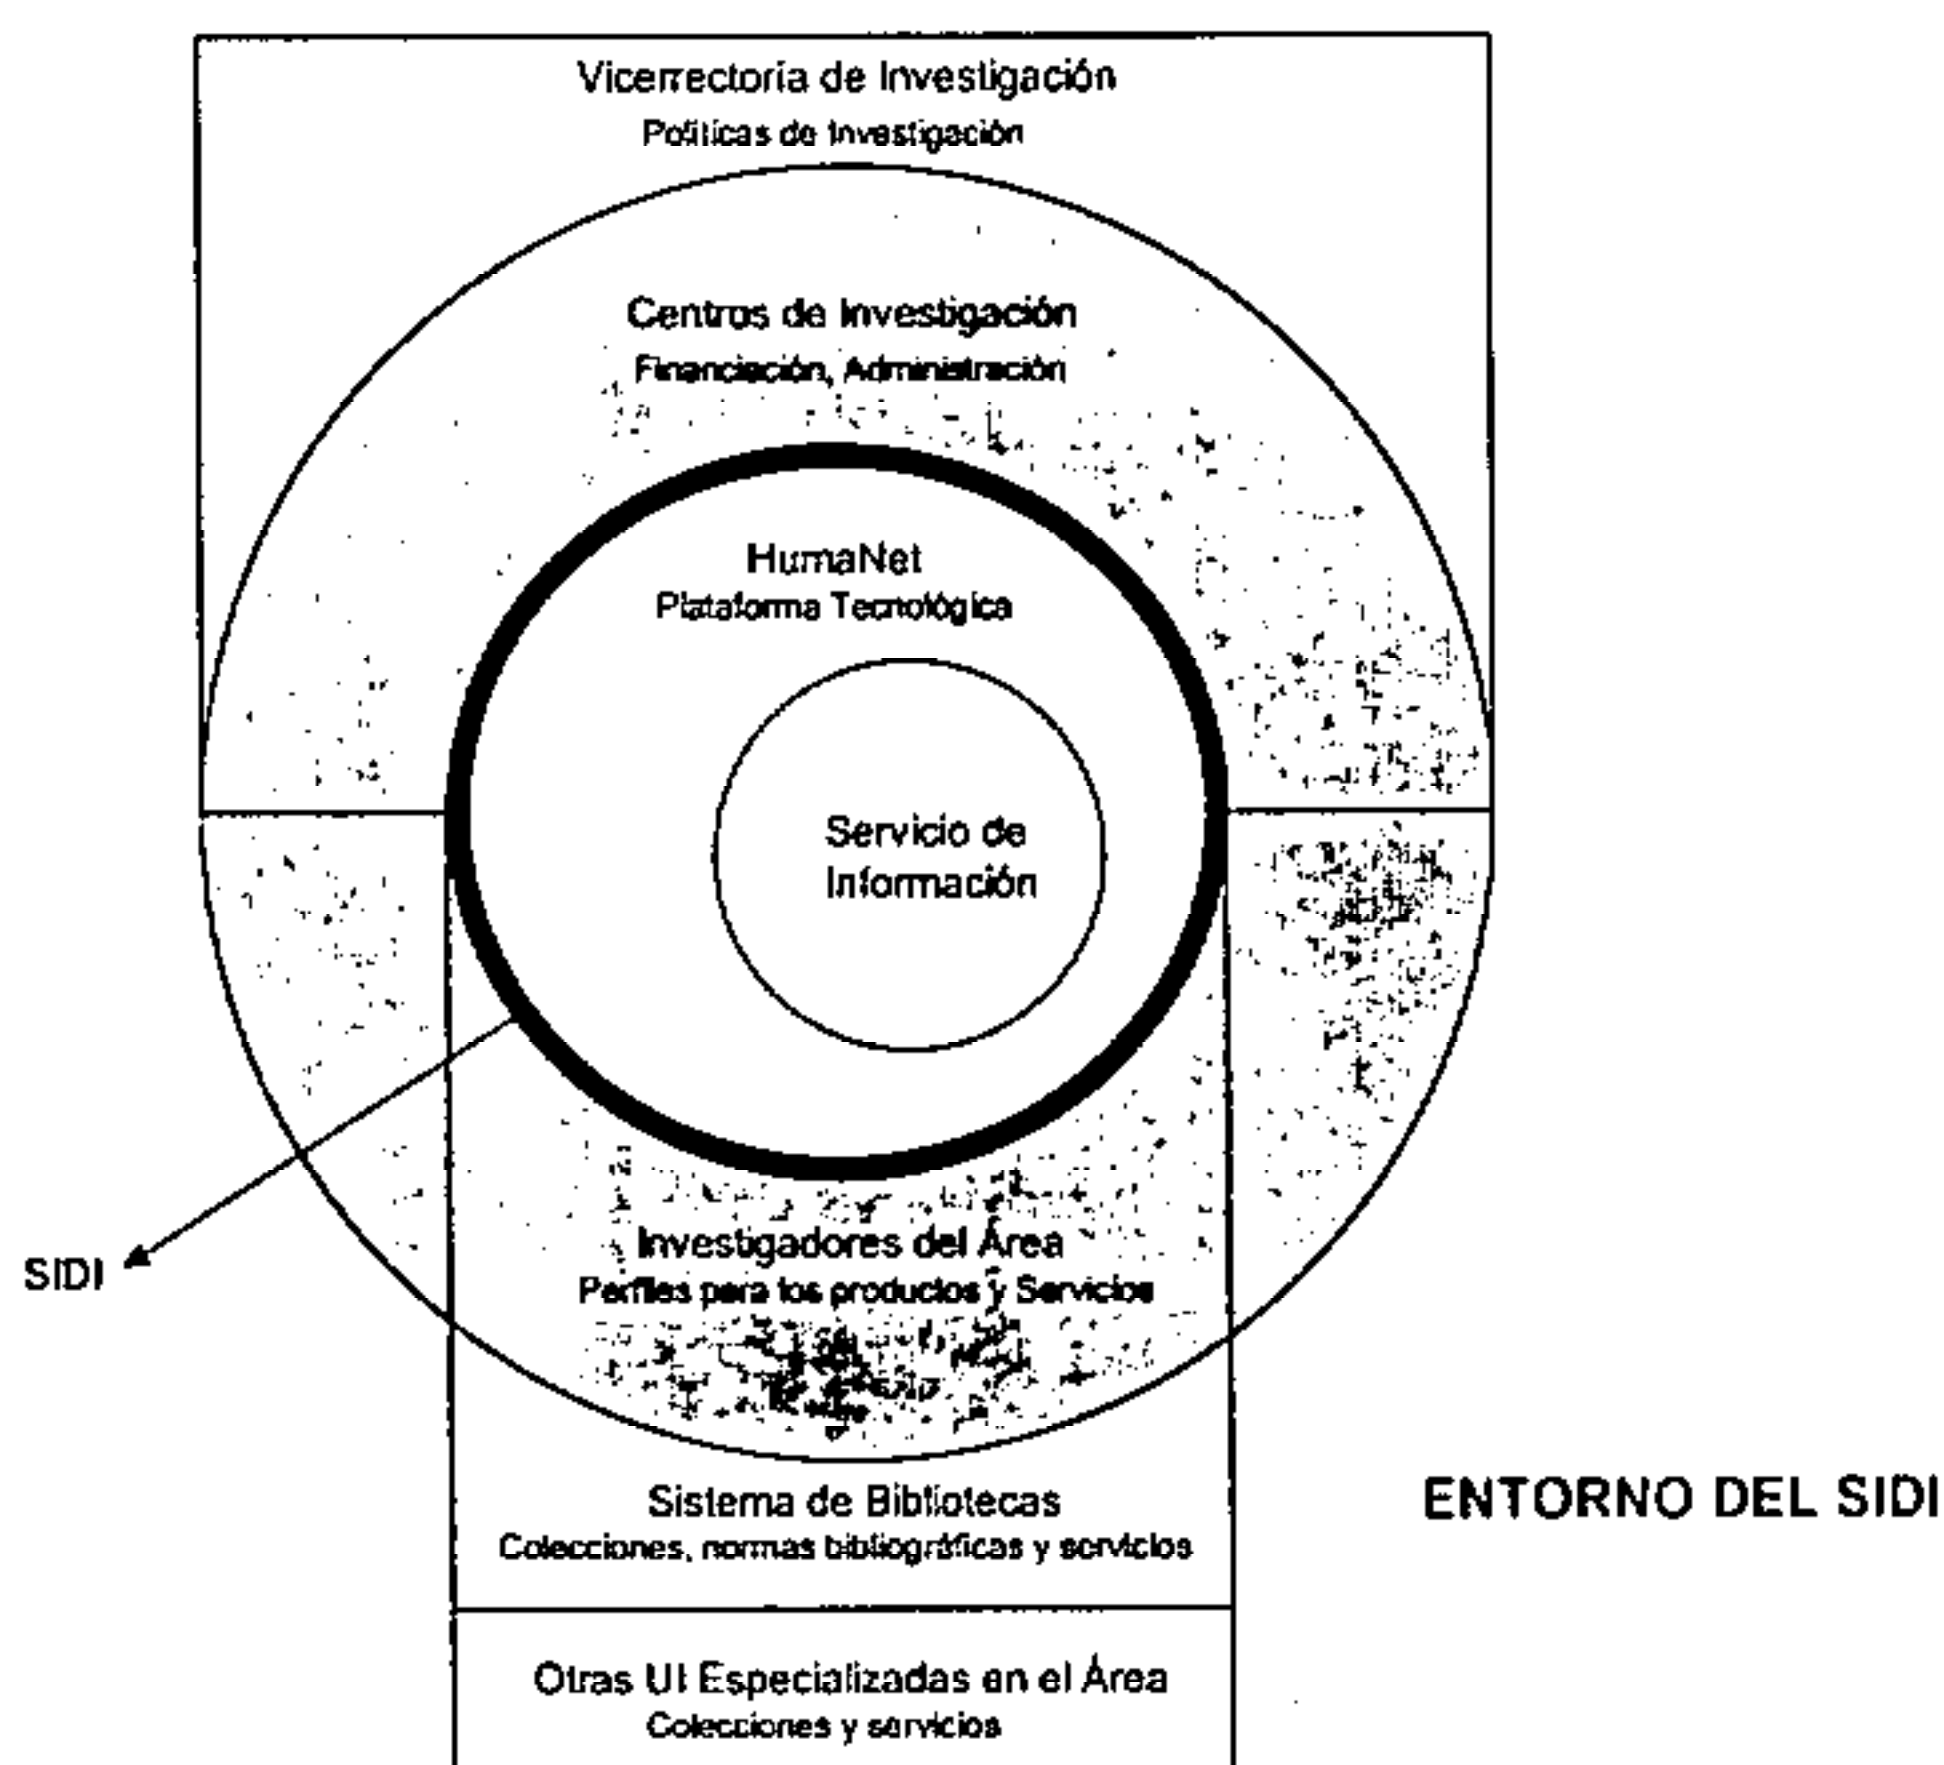 Vicerrectoría de Investigación
Políticas de Investigación
Centros de Investigación
Financiación, Administración
HumaNet
Plataforma Tecnológica
Servicio de
Información
SIDI
Investigadores del Área
Perfiles para los productos y Servicios
Sistema de Bibliotecas
Colecciones, normas bibliográficas y servicios
ENTORNO DEL SIDI
Otras UI Especializadas en el Área
Colecciones y servicios